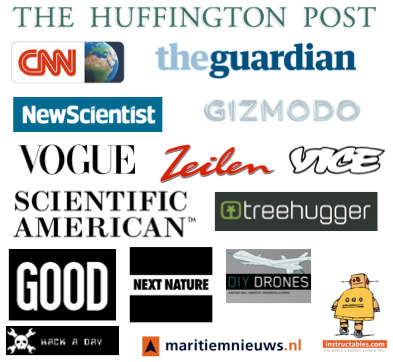 THE HUFFINGTON POST
CNN
theguardian
NewScientist
GIZMODO
VOGUE
Zeilen
VICE
SCIENTIFIC
AMERICAN™
treehugger
GOOD
NEXT NATURE
DIY DRONES
HACK A DAY
maritiemnieuws.nl
instructables.com